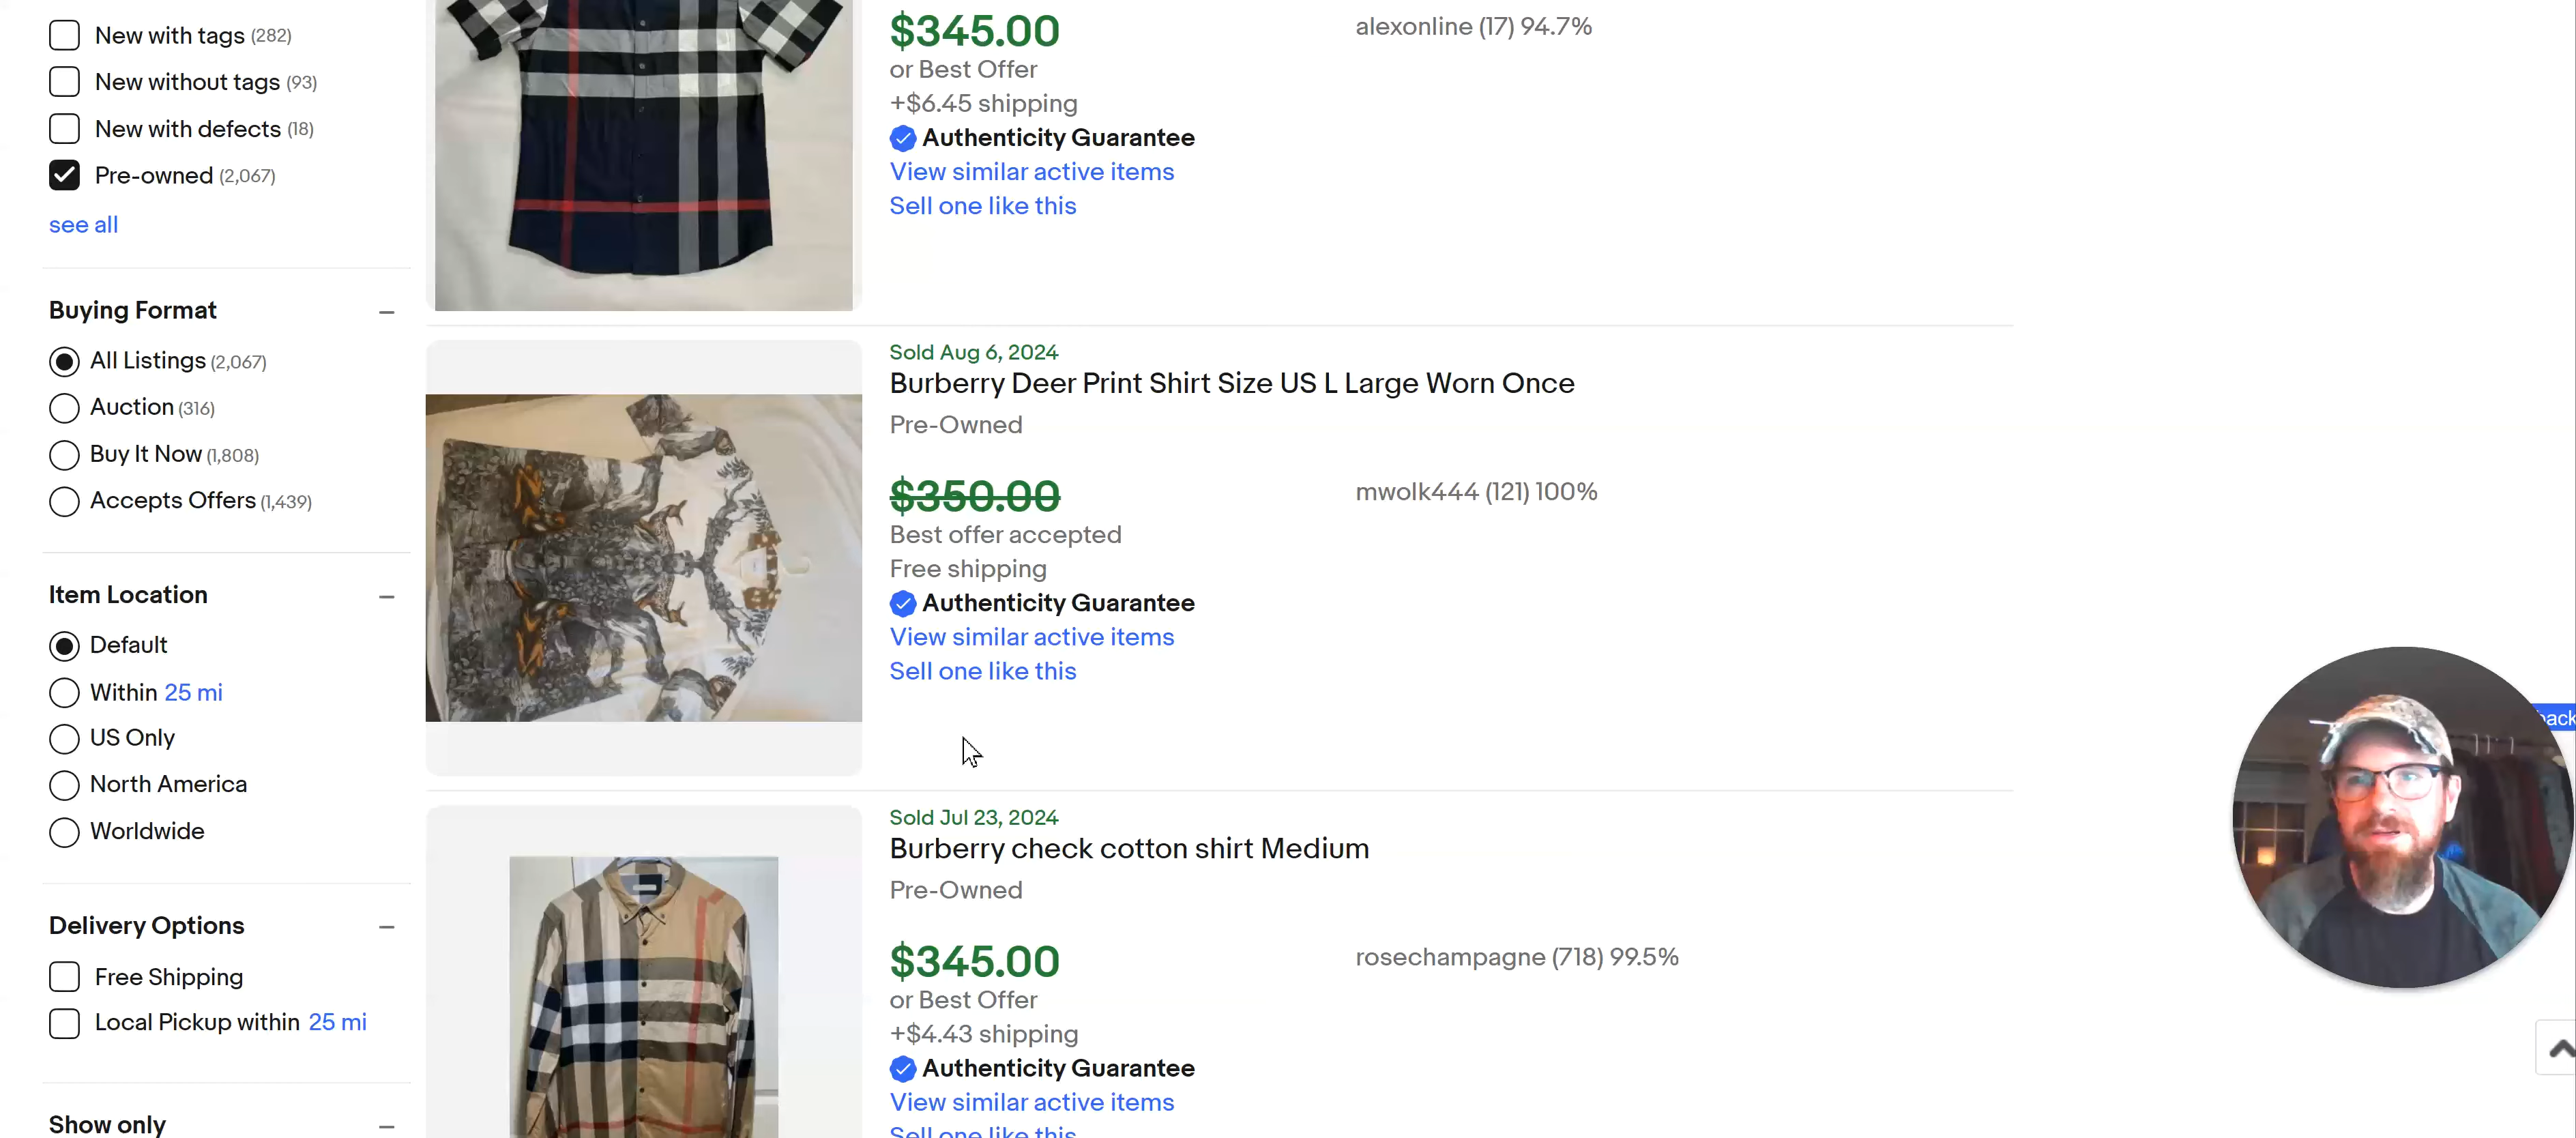 New with tags (282)
New without tags (93)
New with defects (18)
Pre-owned (2,067)
see all
Buying Format
All Listings (2,067)
Auction (316)
Buy It Now (1,808)
Accepts Offers (1,439)
Item Location
Default
Within 25 mi
US Only
North America
Worldwide
Delivery Options
Free Shipping
Local Pickup within 25 mi
Show only
$345.00
or Best Offer
+$6.45 shipping
Authenticity Guarantee
View similar active items
Sell one like this
alexonline (17) 94.7%
Sold Aug 6, 2024
Burberry Deer Print Shirt Size US L Large Worn Once
Pre-Owned
$350.00
Best offer accepted
Free shipping
Authenticity Guarantee
View similar active items
Sell one like this
mwolk444 (121) 100%
Sold Jul 23, 2024
Burberry check cotton shirt Medium
Pre-Owned
$345.00
or Best Offer
+$4.43 shipping
Authenticity Guarantee
View similar active items
Sell one like this
rosechampagne (718) 99.5%